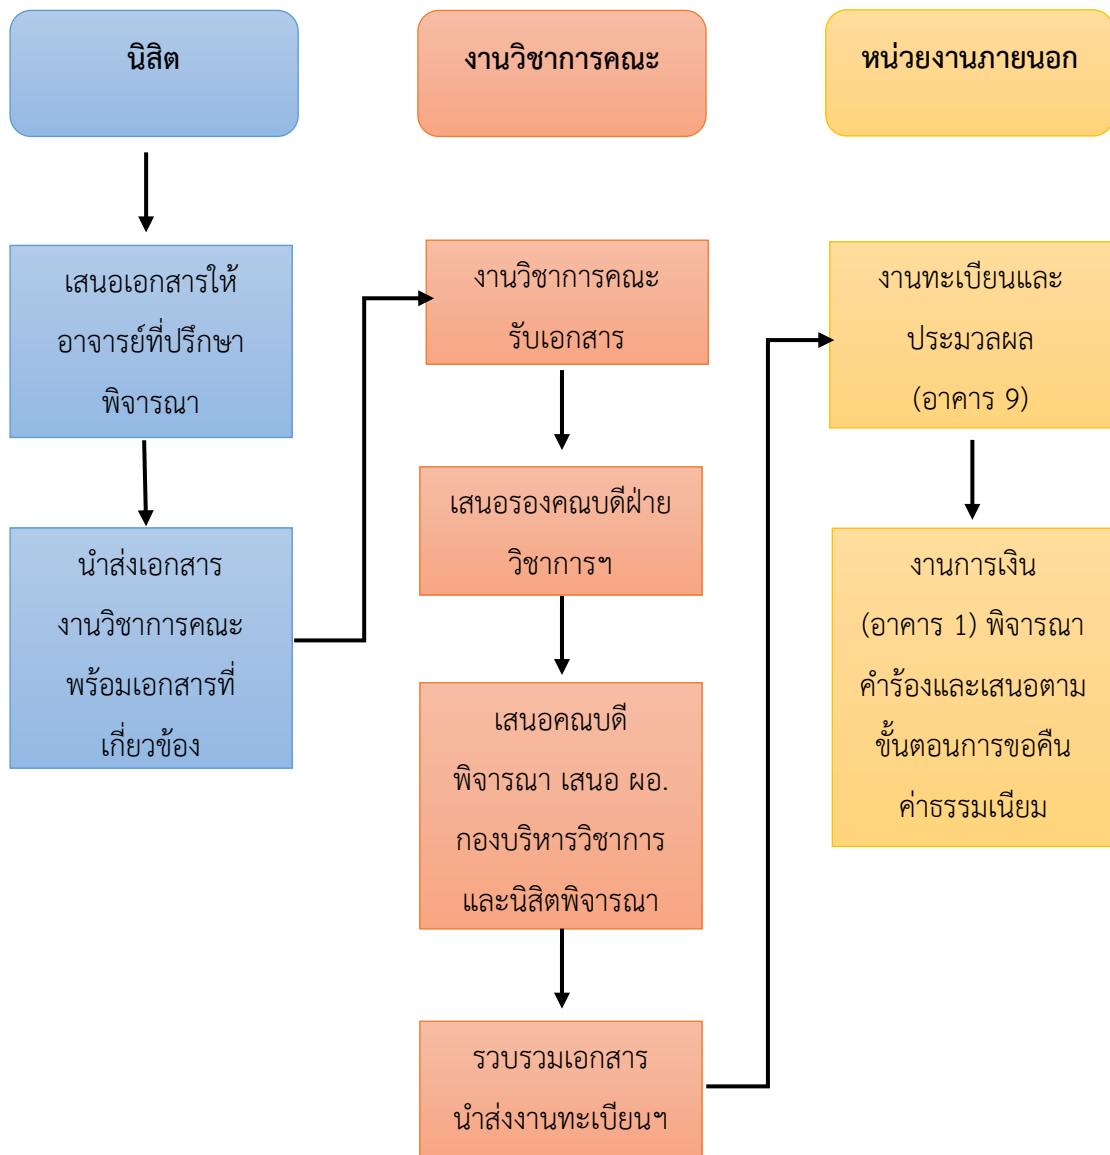 นิสิต
งานวิชาการคณะ
หน่วยงานภายนอก
เสนอเอกสารให้
อาจารย์ที่ปรึกษา
พิจารณา
นำส่งเอกสาร
งานวิชาการคณะ
พร้อมเอกสารที่
เกี่ยวข้อง
งานวิชาการคณะ
รับเอกสาร
เสนอรองคณบดีฝ่าย
วิชาการฯ
เสนอคณบดี
พิจารณา เสนอ ผอ.
กองบริหารวิชาการ
และนิสิตพิจารณา
รวบรวมเอกสาร
นำส่งงานทะเบียนฯ
งานทะเบียนและ
ประมวลผล
(อาคาร 9)
งานการเงิน
(อาคาร 1) พิจารณา
คำร้องและเสนอตาม
ขั้นตอนการขอคืน
ค่าธรรมเนียม